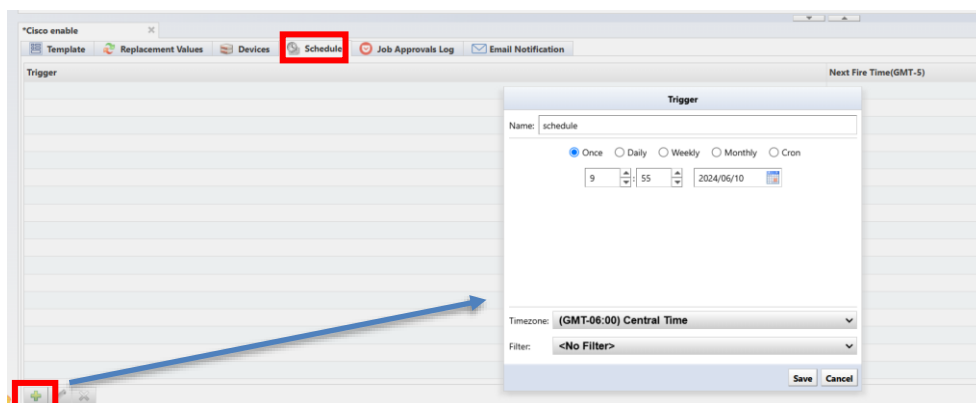 *Cisco enable
Template Replacement Values Devices Schedule Job Approvals Log Email Notification
Trigger Next Fire Time(GMT-5)
Trigger
Name: schedule
Once Daily Weekly Monthly Cron
9 : 55 2024/06/10
Timezone: (GMT-06:00) Central Time
Filter: <No Filter>
Save Cancel